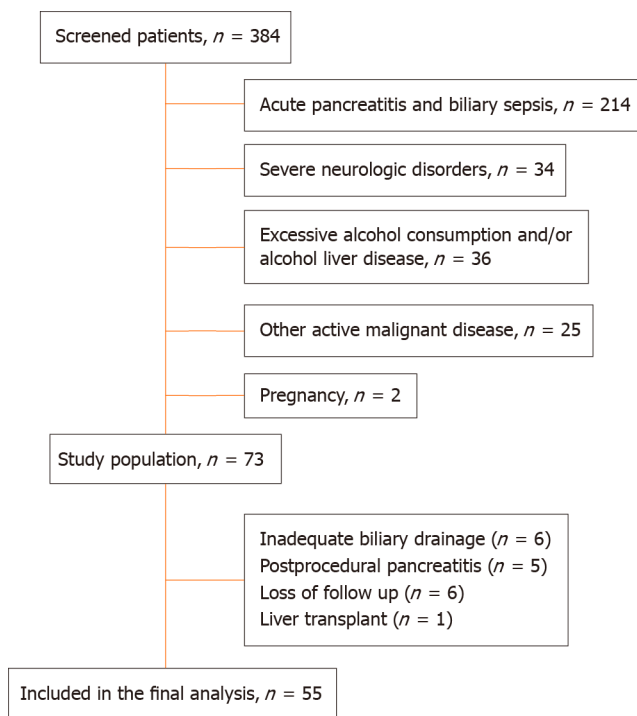 Screened patients, n = 384
Acute pancreatitis and biliary sepsis, n = 214
Severe neurologic disorders, n = 34
Excessive alcohol consumption and/or
alcohol liver disease, n = 36
Other active malignant disease, n = 25
Pregnancy, n = 2
Study population, n = 73
Inadequate biliary drainage (n = 6)
Postprocedural pancreatitis (n = 5)
Loss of follow up (n = 6)
Liver transplant (n = 1)
Included in the final analysis, n = 55